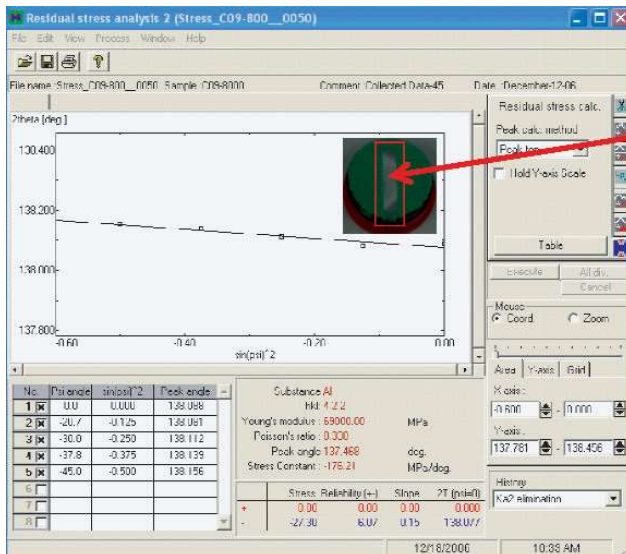 Residual stress analysis 2 (Stress_C09-800__0050)
File Edit View Process Window Help
File name :Stress_C09-800__0050 Sample :C09-8000 Comment :Collected Data-45 Date :December-12-06
2theta [deg.]
138.400
138.200
138.000
137.800
-0.60 -0.40 -0.20 0.00
sin(psi)^2
Residual stress calc.
Peak calc. method
Peak top
Hold Y-axis Scale
Table
Execute All div.
Cancel
Mouse
Coord. Zoom
Area Y-axis Grid
X-axis :
-0.600 - 0.000
Y-axis :
137.781 - 138.456
History
Ka2 elimination
No. Psi angle sin(psi)^2 Peak angle
1 0.0 0.000 138.088
2 -20.7 -0.125 138.081
3 -30.0 -0.250 138.112
4 -37.8 -0.375 138.139
5 -45.0 -0.500 138.156
6
7
8
Substance Al
hkl: 4 2 2
Young's modulus : 69000.00 MPa
Poisson's ratio : 0.330
Peak angle 137.468 deg.
Stress Constant : -176.21 MPa/deg.
Stress Reliability (+-) Slope 2T (psi=0)
+ 0.00 0.00 0.00 0.000
- -27.30 6.07 0.15 138.077
12/18/2006 10:33 AM